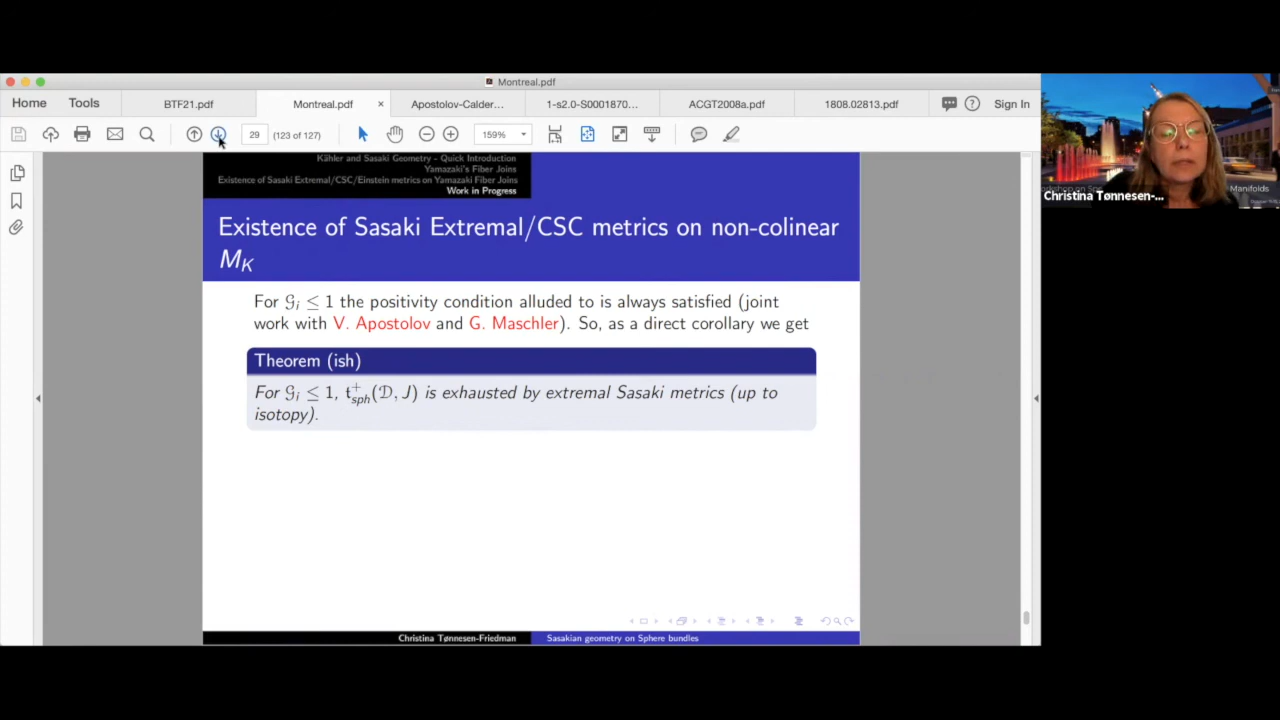 Montreal.pdf
Home Tools BTF21.pdf Montreal.pdf × Apostolov-Calder... 1-s2.0-S0001870... ACGT2008a.pdf 1808.02813.pdf Sign In
29 (123 of 127) 159%
Kähler and Sasaki Geometry - Quick Introduction
Yamazaki's Fiber Joins
Existence of Sasaki Extremal/CSC/Einstein metrics on Yamazaki Fiber Joins
Work in Progress
Existence of Sasaki Extremal/CSC metrics on non-colinear
M_K
For 𝒢_i ≤ 1 the positivity condition alluded to is always satisfied (joint
work with V. Apostolov and G. Maschler). So, as a direct corollary we get
Theorem (ish)
For 𝒢_i ≤ 1, 𝔱^+_{sph}(𝒟, J) is exhausted by extremal Sasaki metrics (up to
isotopy).
Christina Tønnesen-Friedman Sasakian geometry on Sphere bundles
Manifolds
Christina Tønnesen-...